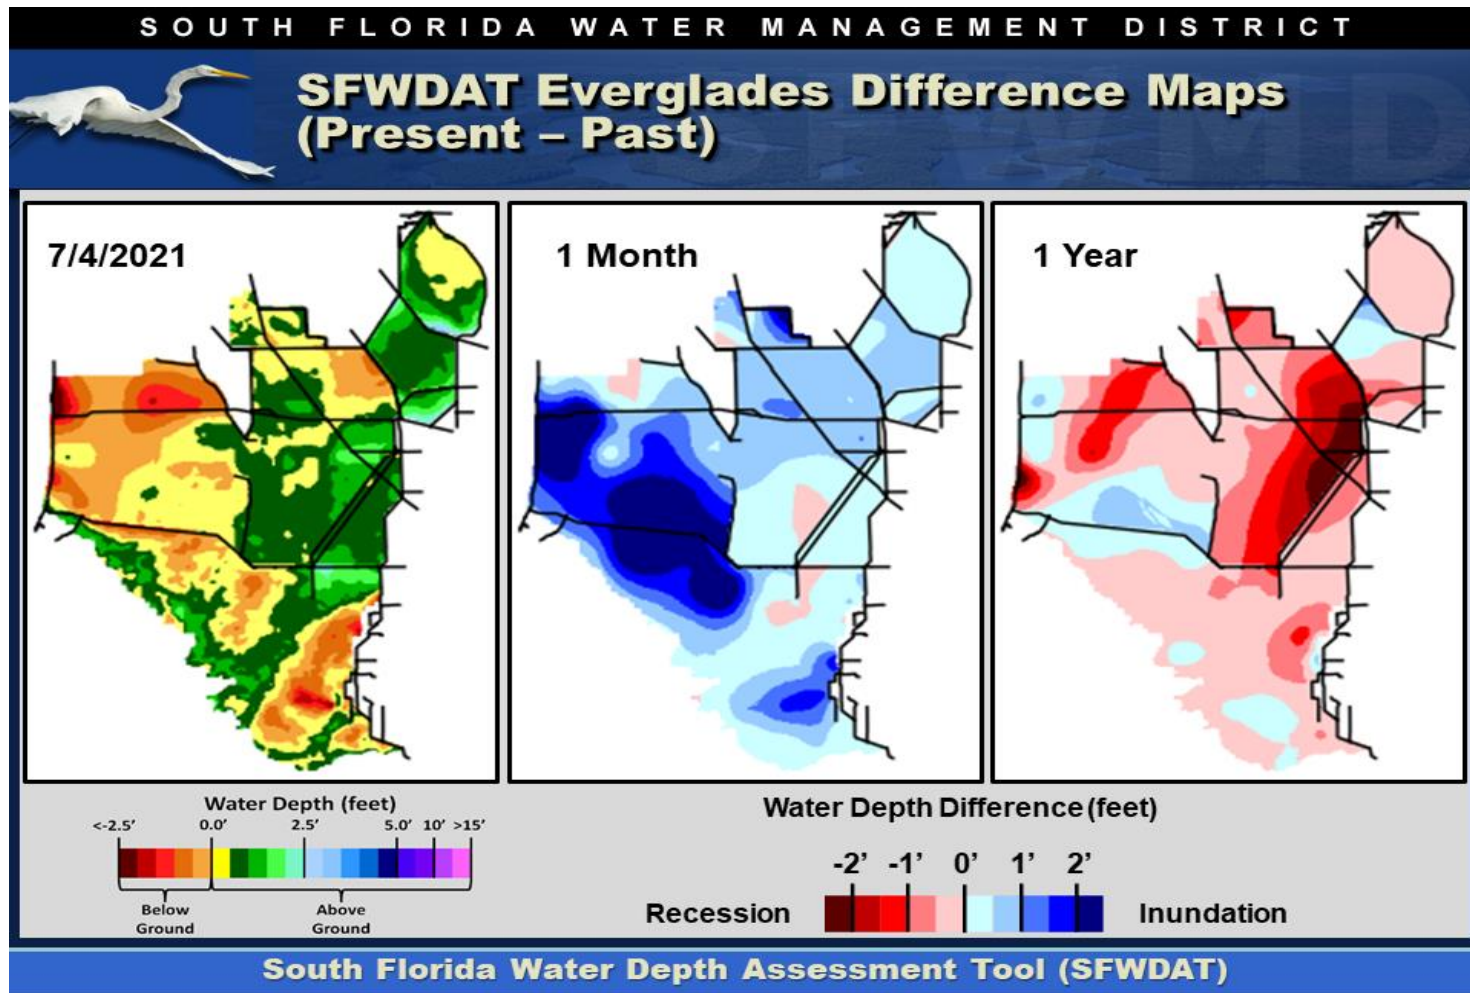 SOUTH FLORIDA WATER MANAGEMENT DISTRICT
SFWDAT Everglades Difference Maps
(Present – Past)
7/4/2021
1 Month
1 Year
Water Depth (feet)
<-2.5’ 0.0’ 2.5’ 5.0’ 10’ >15’
Below
Ground
Above
Ground
Water Depth Difference (feet)
-2’ -1’ 0’ 1’ 2’
Recession
Inundation
South Florida Water Depth Assessment Tool (SFWDAT)